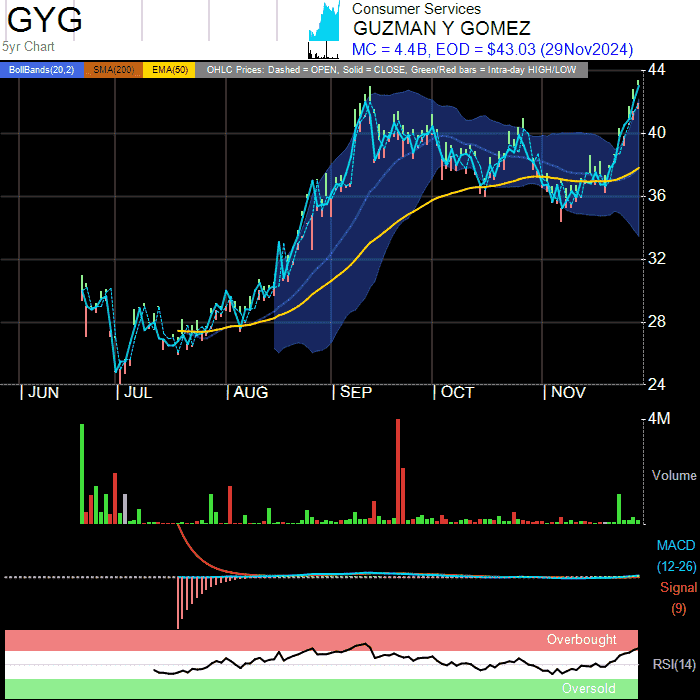 GYG
5yr Chart
Consumer Services
GUZMAN Y GOMEZ
MC = 4.4B, EOD = $43.03 (29Nov2024)
BollBands(20,2) SMA(200) EMA(50) OHLC Prices: Dashed = OPEN, Solid = CLOSE, Green/Red bars = Intra-day HIGH/LOW
44
40
36
32
28
24
JUN JUL AUG SEP OCT NOV
4M
Volume
MACD
(12-26)
Signal
(9)
Overbought
RSI(14)
Oversold